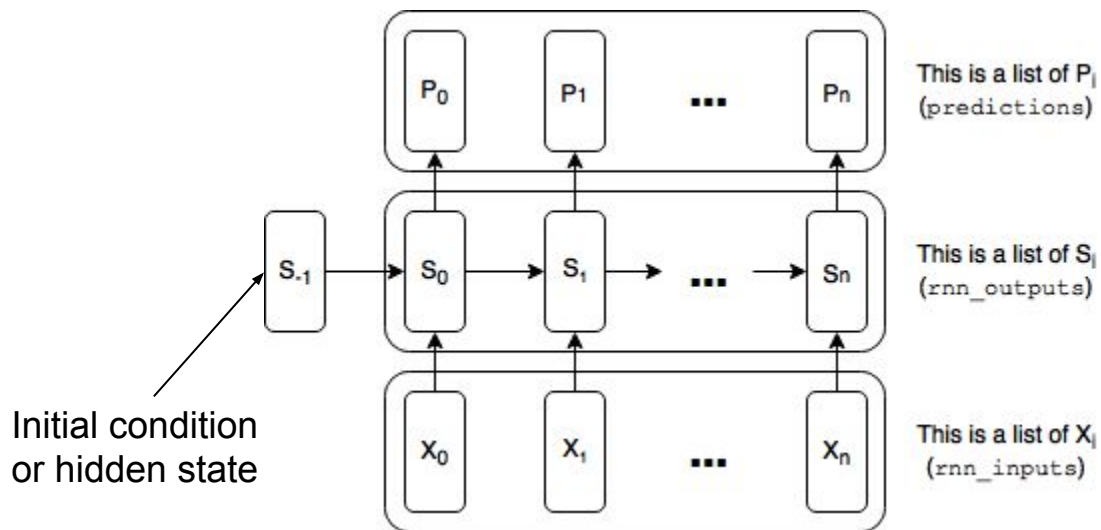 P₀ P₁ ... Pₙ
This is a list of Pᵢ
(predictions)
S₋₁ S₀ S₁ ... Sₙ
This is a list of Sᵢ
(rnn_outputs)
Initial condition
or hidden state
X₀ X₁ ... Xₙ
This is a list of Xᵢ
(rnn_inputs)